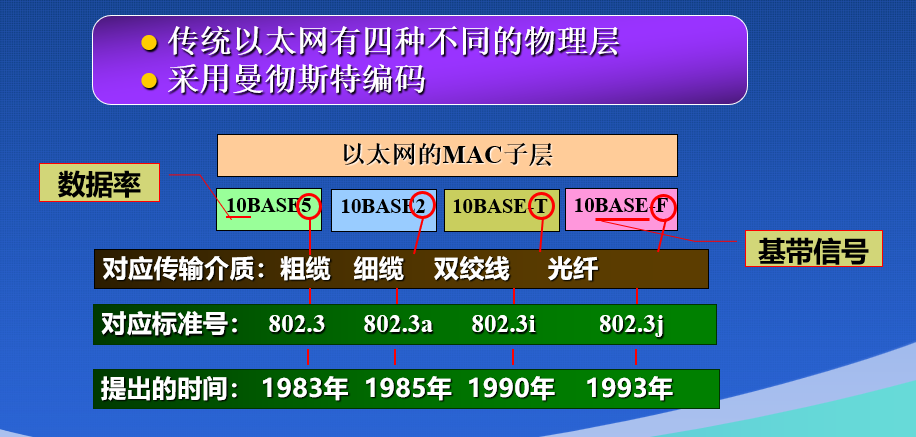 传统以太网有四种不同的物理层
采用曼彻斯特编码
以太网的MAC子层
数据率
10BASE5 10BASE2 10BASE-T 10BASE-F
基带信号
对应传输介质：粗缆 细缆 双绞线 光纤
对应标准号： 802.3 802.3a 802.3i 802.3j
提出的时间： 1983年 1985年 1990年 1993年